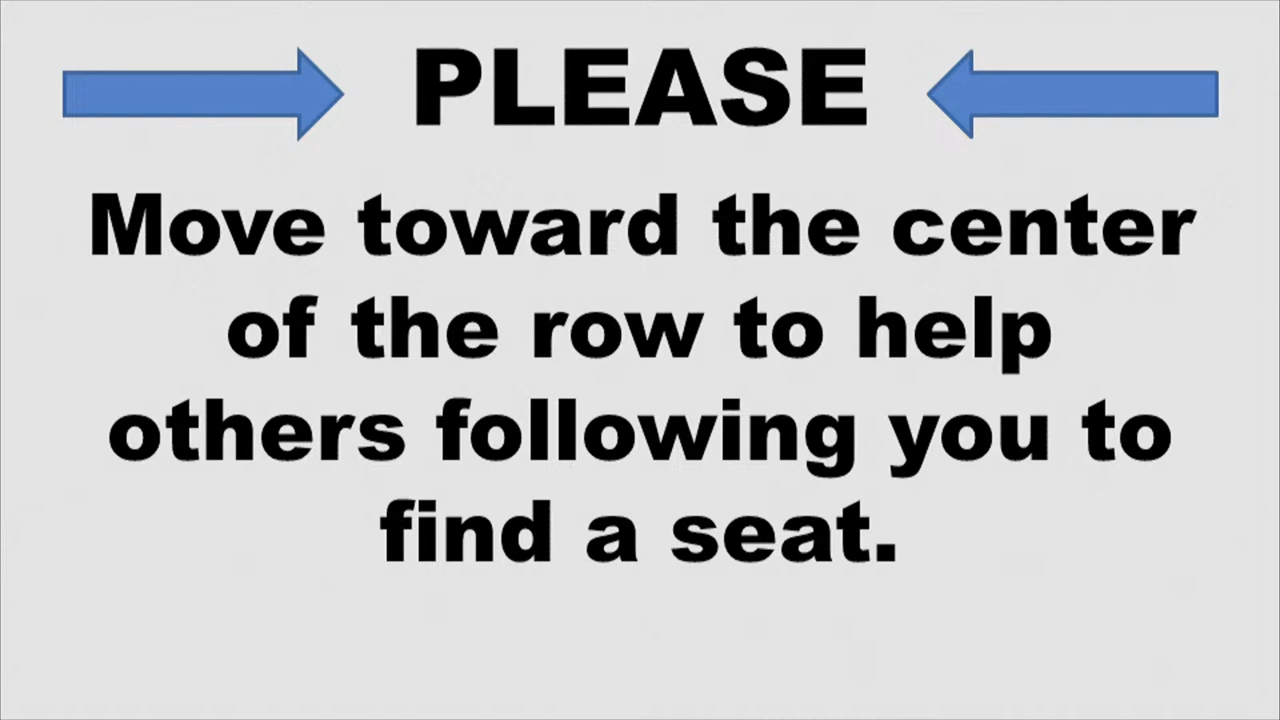 PLEASE
Move toward the center
of the row to help
others following you to
find a seat.